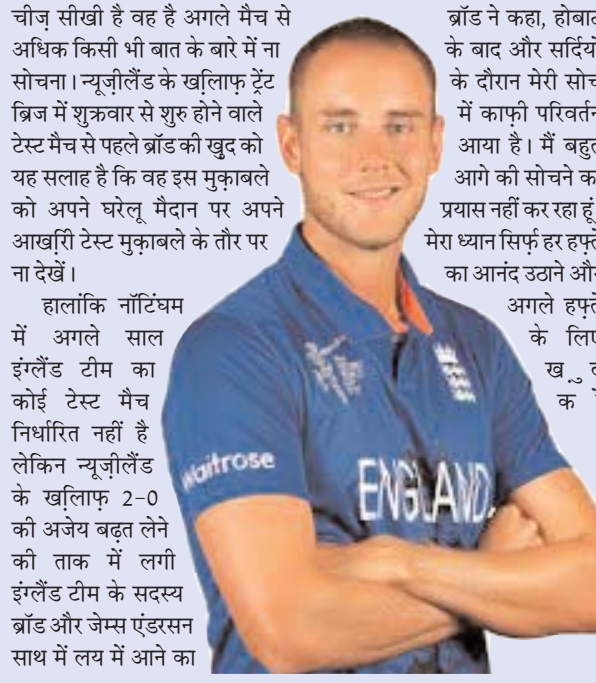 चीज़ सीखी है वह है अगले मैच से
अधिक किसी भी बात के बारे में ना
सोचना। न्यूज़ीलैंड के खि़लाफ़ ट्रेंट
ब्रिज में शुक्रवार से शुरु होने वाले
टेस्ट मैच से पहले ब्रॉड की खुद को
यह सलाह है कि वह इस मुक़ाबले
को अपने घरेलू मैदान पर अपने
आखरि़ी टेस्ट मुक़ाबले के तौर पर
ना देखें।
हालांकि नॉटिंघम
में अगले साल
इंग्लैंड टीम का
कोई टेस्ट मैच
निर्धारित नहीं है
लेकिन न्यूज़ीलैंड
के खि़लाफ़ 2-0
की अजेय बढ़त लेने
की ताक में लगी
इंग्लैंड टीम के सदस्य
ब्रॉड और जेम्स एंडरसन
साथ में लय में आने का
ब्रॉड ने कहा,
के बाद और
के दौरान मेरी सोच
में काफ़ी परिवर्तन
आया है। मैं बहुत
आगे की सोचने का
प्रयास नहीं कर रहा हूं
मेरा ध्यान सिर्फ़ हर हफ़्ते
का आनंद उठाने और
अगले हफ़्ते
के लिए
Waitrose
ENGLAND